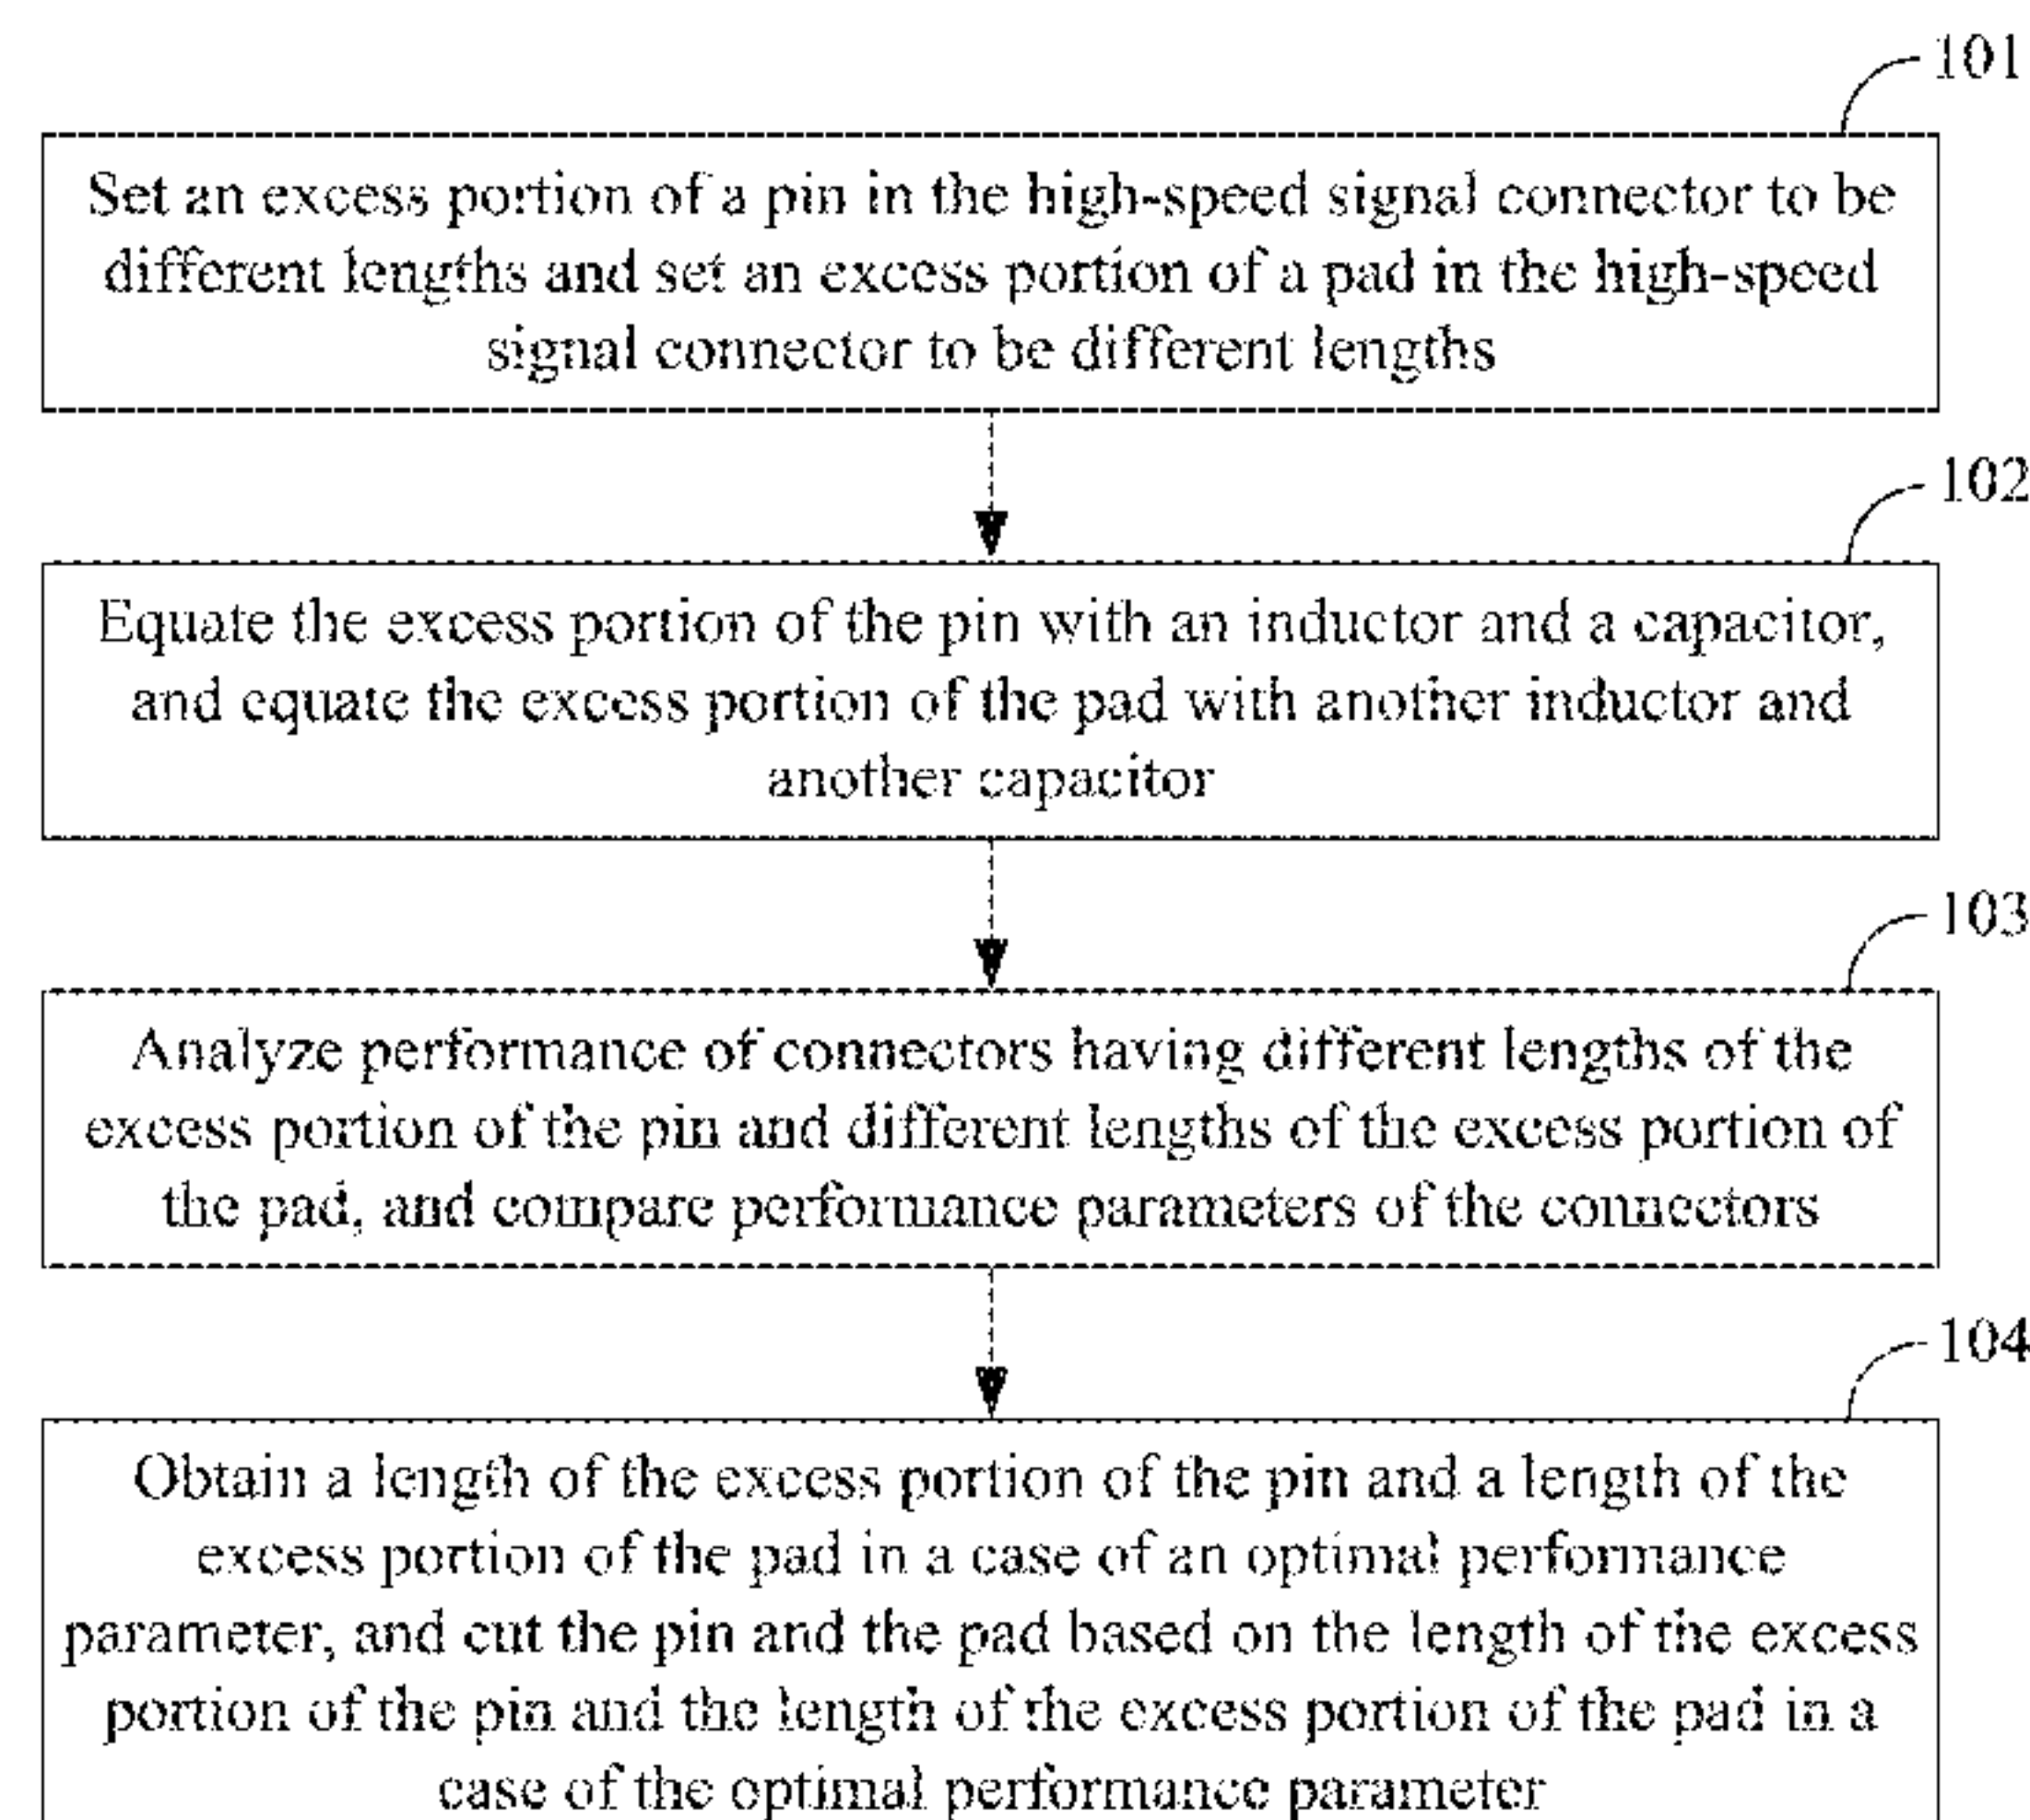 101
Set an excess portion of a pin in the high-speed signal connector to be
different lengths and set an excess portion of a pad in the high-speed
signal connector to be different lengths
102
Equate the excess portion of the pin with an inductor and a capacitor,
and equate the excess portion of the pad with another inductor and
another capacitor
103
Analyze performance of connectors having different lengths of the
excess portion of the pin and different lengths of the excess portion of
the pad, and compare performance parameters of the connectors
104
Obtain a length of the excess portion of the pin and a length of the
excess portion of the pad in a case of an optimal performance
parameter, and cut the pin and the pad based on the length of the excess
portion of the pin and the length of the excess portion of the pad in a
case of the optimal performance parameter